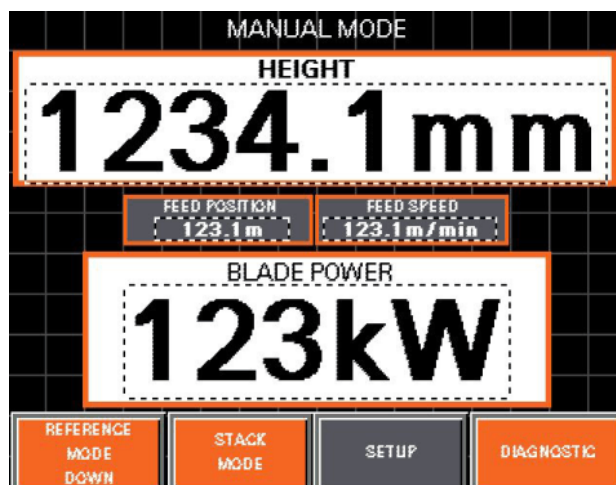 MANUAL MODE
HEIGHT
1234.1mm
FEED POSITION
123.1m
FEED SPEED
123.1m/min
BLADE POWER
123kW
REFERENCE
MODE
DOWN
STACK
MODE
SETUP
DIAGNOSTIC